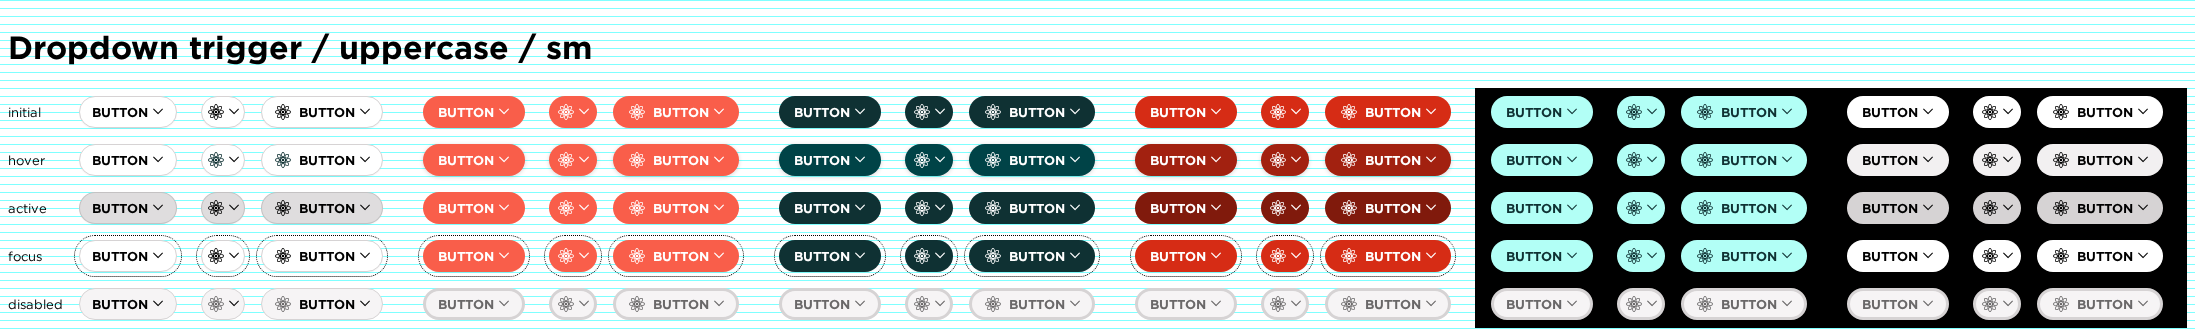 Dropdown trigger / uppercase / sm
initial BUTTON BUTTON BUTTON BUTTON BUTTON BUTTON BUTTON BUTTON BUTTON BUTTON BUTTON BUTTON
hover BUTTON BUTTON BUTTON BUTTON BUTTON BUTTON BUTTON BUTTON BUTTON BUTTON BUTTON BUTTON
active BUTTON BUTTON BUTTON BUTTON BUTTON BUTTON BUTTON BUTTON BUTTON BUTTON BUTTON BUTTON
focus BUTTON BUTTON BUTTON BUTTON BUTTON BUTTON BUTTON BUTTON BUTTON BUTTON BUTTON BUTTON
disabled BUTTON BUTTON BUTTON BUTTON BUTTON BUTTON BUTTON BUTTON BUTTON BUTTON BUTTON BUTTON